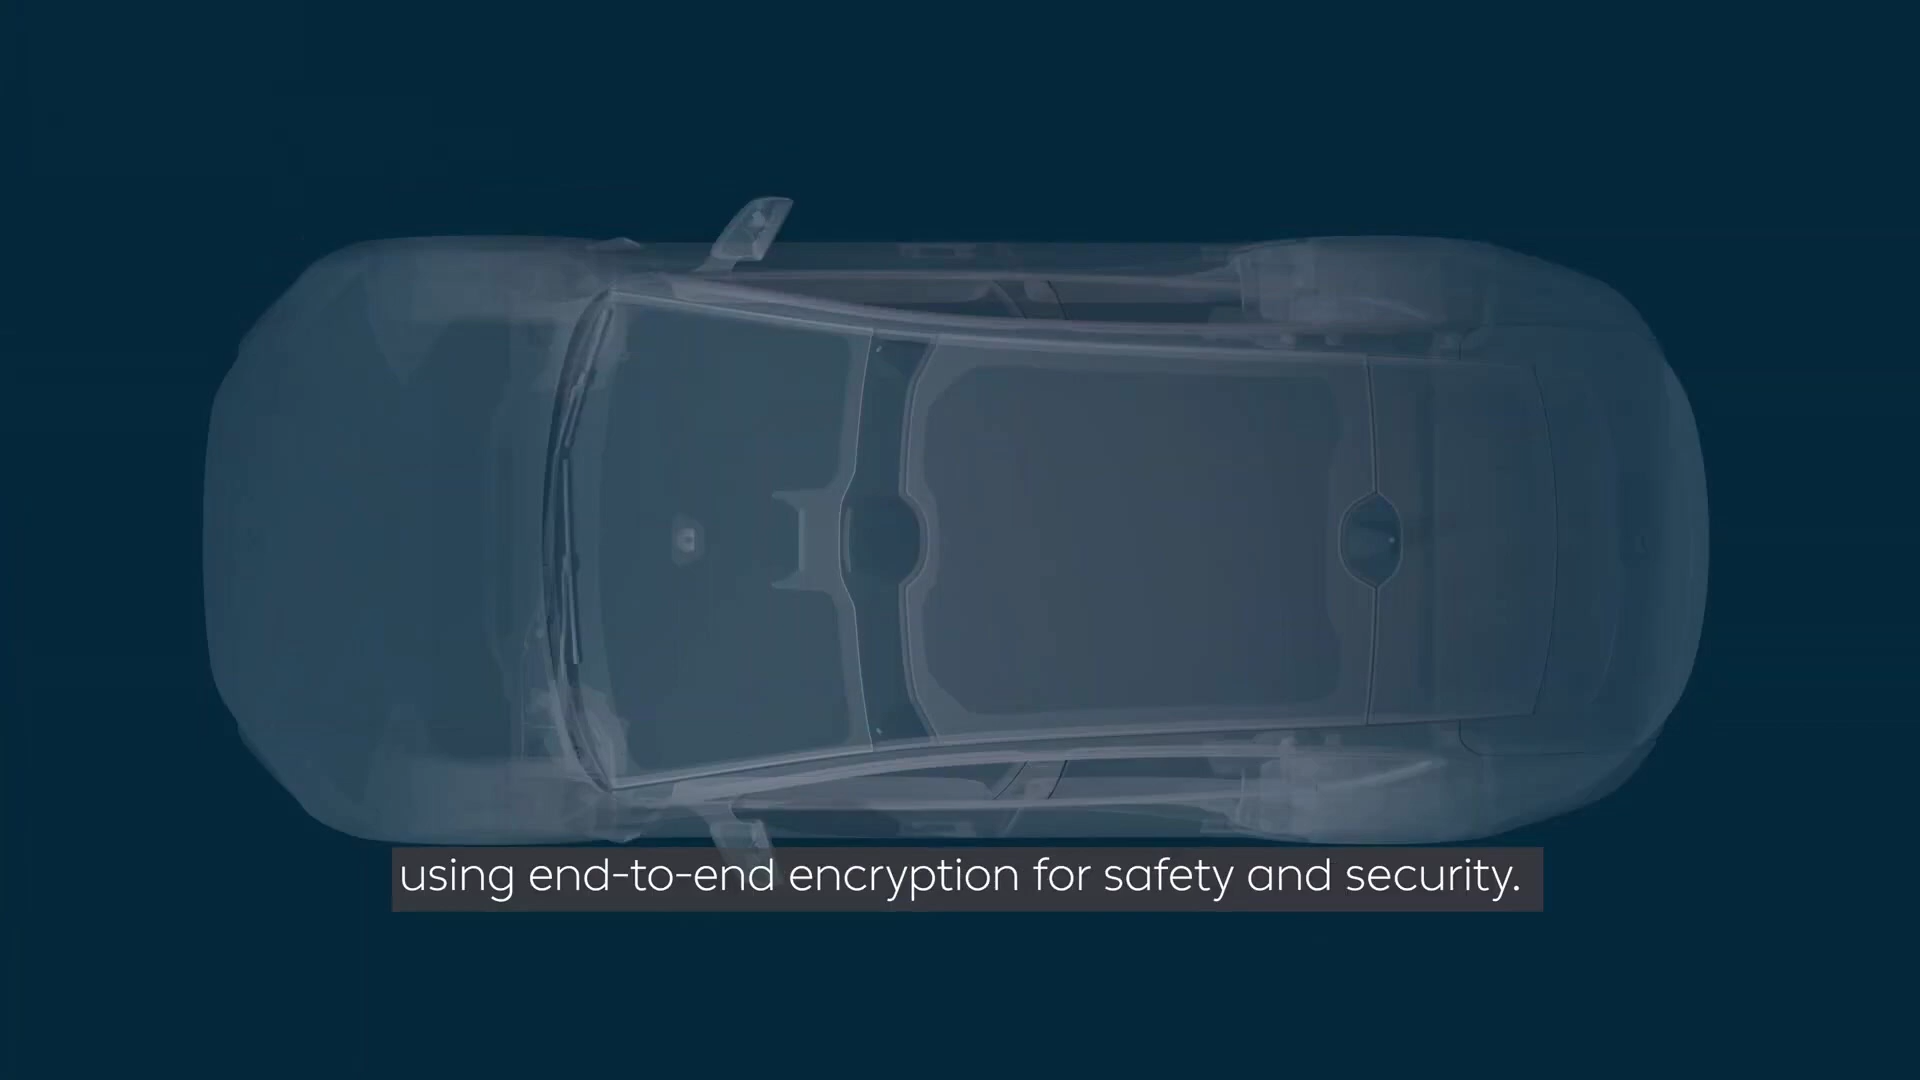 using end-to-end encryption for safety and security.